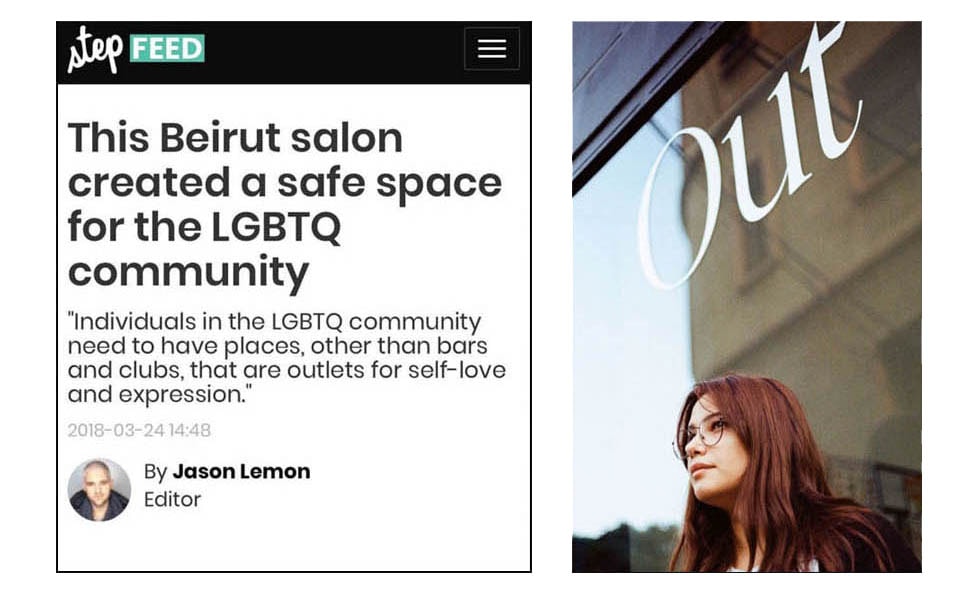 step FEED
This Beirut salon
created a safe space
for the LGBTQ
community
"Individuals in the LGBTQ community
need to have places, other than bars
and clubs, that are outlets for self-love
and expression."
2018-03-24 14:48
By Jason Lemon
Editor
Out